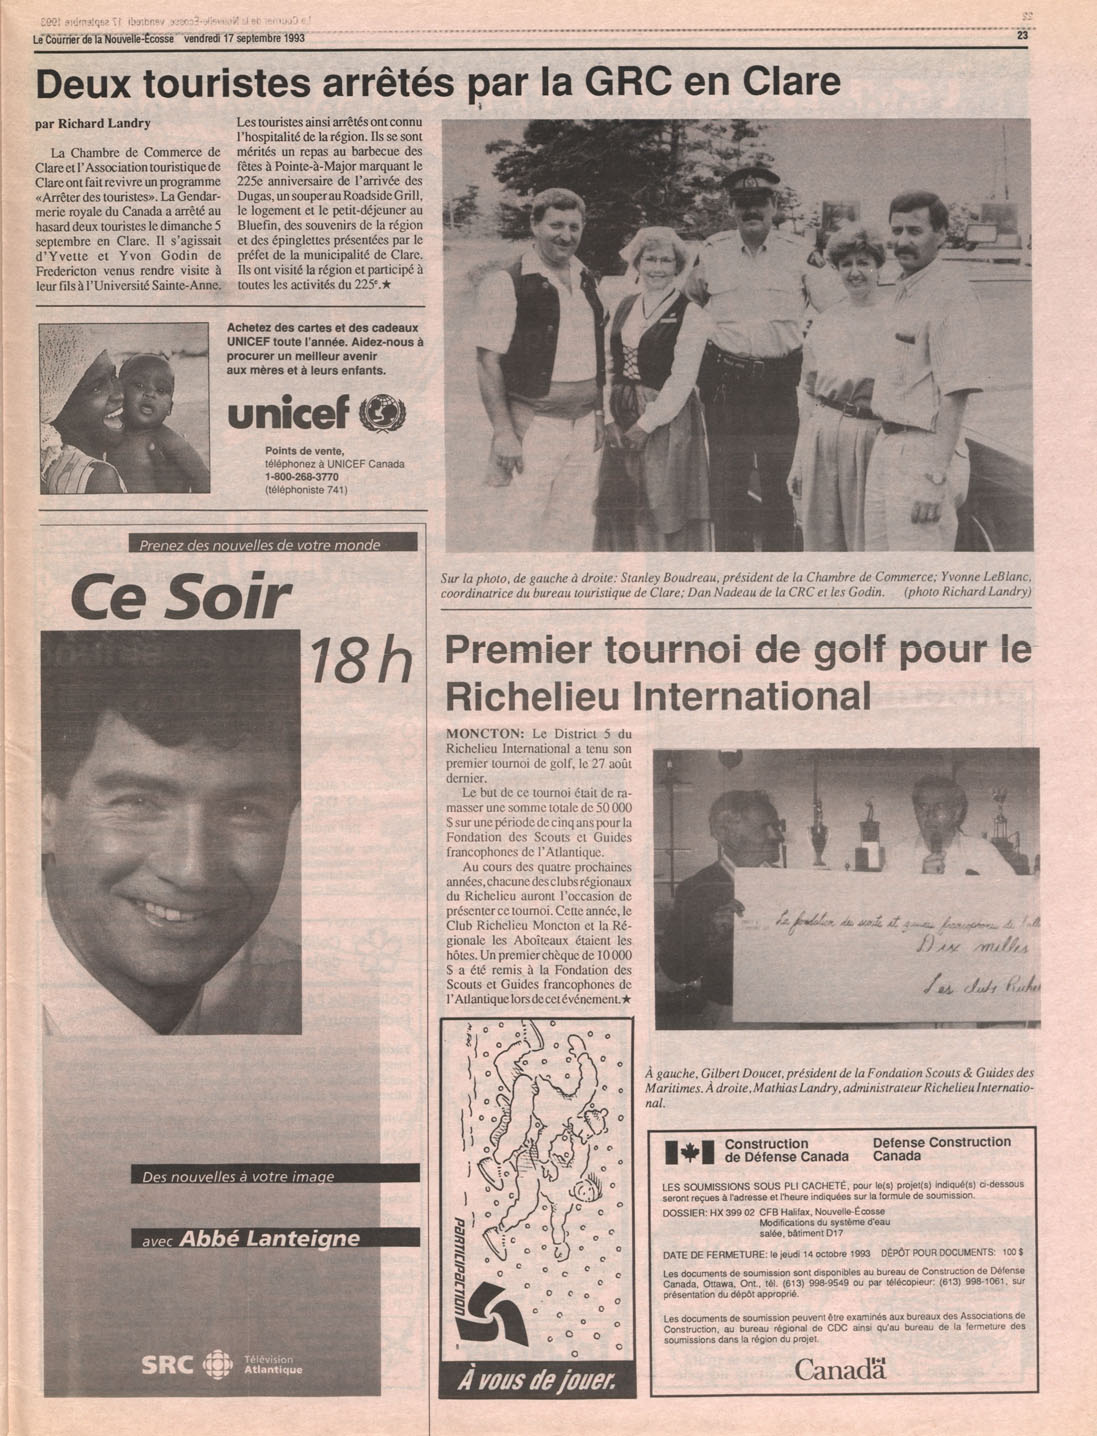 Le Courrier de la Nouvelle-Écosse vendredi 17 septembre 1993
23
Deux touristes arrêtés par la GRC en Clare
par Richard Landry
La Chambre de Commerce de
Clare et l'Association touristique de
Clare ont fait revivre un programme
«Arrêter des touristes». La Gendar-
merie royale du Canada a arrêté au
hasard deux touristes le dimanche 5
septembre en Clare. Il s'agissait
d'Yvette et Yvon Godin de
Fredericton venus rendre visite à
leur fils à l'Université Sainte-Anne.
Les touristes ainsi arrêtés ont connu
l'hospitalité de la région. Ils se sont
mérités un repas au barbecue des
fêtes à Pointe-à-Major marquant le
225e anniversaire de l'arrivée des
Dugas, un souper au Roadside Grill,
le logement et le petit-déjeuner au
Bluefin, des souvenirs de la région
et des épinglettes présentées par le
préfet de la municipalité de Clare.
Ils ont visité la région et participé à
toutes les activités du 225e.★
Achetez des cartes et des cadeaux
UNICEF toute l'année. Aidez-nous à
procurer un meilleur avenir
aux mères et à leurs enfants.
unicef
Points de vente,
téléphonez à UNICEF Canada
1-800-268-3770
(téléphoniste 741)
Sur la photo, de gauche à droite: Stanley Boudreau, président de la Chambre de Commerce; Yvonne LeBlanc,
coordinatrice du bureau touristique de Clare; Dan Nadeau de la CRC et les Godin. (photo Richard Landry)
Prenez des nouvelles de votre monde
Ce Soir
18h
Des nouvelles à votre image
avec Abbé Lanteigne
SRC Télévision
Atlantique
Premier tournoi de golf pour le
Richelieu International
MONCTON: Le District 5 du
Richelieu International a tenu son
premier tournoi de golf, le 27 août
dernier.
Le but de ce tournoi était de ra-
masser une somme totale de 50 000
$ sur une période de cinq ans pour la
Fondation des Scouts et Guides
francophones de l'Atlantique.
Au cours des quatre prochaines
années, chacune des clubs régionaux
du Richelieu auront l'occasion de
présenter ce tournoi. Cette année, le
Club Richelieu Moncton et la Ré-
gionale les Aboîteaux étaient les
hôtes. Un premier chèque de 10 000
$ a été remis à la Fondation des
Scouts et Guides francophones de
l'Atlantique lors de cet événement.★
La fondation des scouts et guides francophones de l'atl
Dix milles
Les clubs Riche
À gauche, Gilbert Doucet, président de la Fondation Scouts & Guides des
Maritimes. À droite, Mathias Landry, administrateur Richelieu Internatio-
nal.
PARTICIPACTION
À vous de jouer.
Construction
de Défense Canada
Defense Construction
Canada
LES SOUMISSIONS SOUS PLI CACHETÉ, pour le(s) projet(s) indiqué(s) ci-dessous
seront reçues à l'adresse et l'heure indiquées sur la formule de soumission.
DOSSIER: HX 399 02 CFB Halifax, Nouvelle-Écosse
Modifications du système d'eau
salée, bâtiment D17
DATE DE FERMETURE: le jeudi 14 octobre 1993 DÉPÔT POUR DOCUMENTS: 100 $
Les documents de soumission sont disponibles au bureau de Construction de Défense
Canada, Ottawa, Ont., tél. (613) 998-9549 ou par télécopieur: (613) 998-1061, sur
présentation du dépôt approprié.
Les documents de soumission peuvent être examinés aux bureaux des Associations de
Construction, au bureau régional de CDC ainsi qu'au bureau de la fermeture des
soumissions dans la région du projet.
Canada